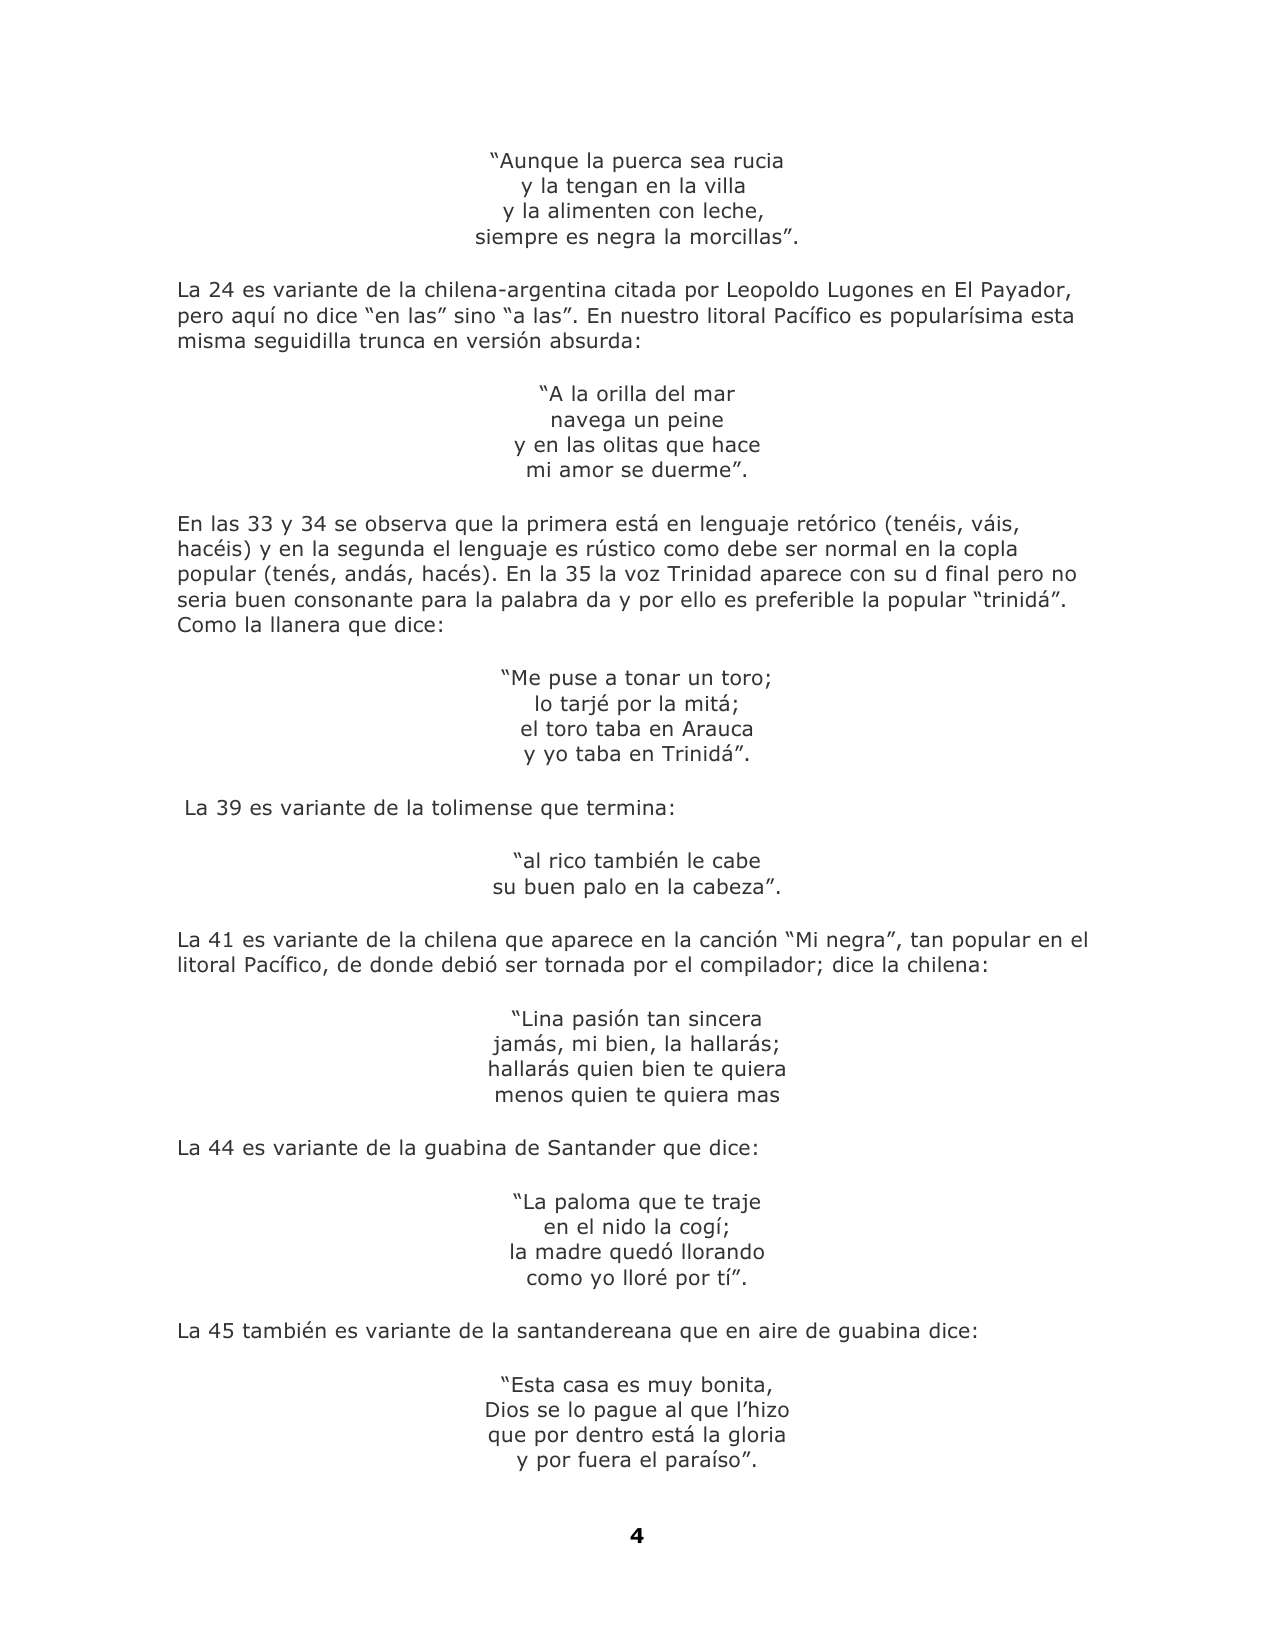 “Aunque la puerca sea rucia
y la tengan en la villa
y la alimenten con leche,
siempre es negra la morcillas”.
La 24 es variante de la chilena-argentina citada por Leopoldo Lugones en El Payador,
pero aquí no dice “en las” sino “a las”. En nuestro litoral Pacífico es popularísima esta
misma seguidilla trunca en versión absurda:
“A la orilla del mar
navega un peine
y en las olitas que hace
mi amor se duerme”.
En las 33 y 34 se observa que la primera está en lenguaje retórico (tenéis, váis,
hacéis) y en la segunda el lenguaje es rústico como debe ser normal en la copla
popular (tenés, andás, hacés). En la 35 la voz Trinidad aparece con su d final pero no
seria buen consonante para la palabra da y por ello es preferible la popular “trinidá”.
Como la llanera que dice:
“Me puse a tonar un toro;
lo tarjé por la mitá;
el toro taba en Arauca
y yo taba en Trinidá”.
La 39 es variante de la tolimense que termina:
“al rico también le cabe
su buen palo en la cabeza”.
La 41 es variante de la chilena que aparece en la canción “Mi negra”, tan popular en el
litoral Pacífico, de donde debió ser tornada por el compilador; dice la chilena:
“Lina pasión tan sincera
jamás, mi bien, la hallarás;
hallarás quien bien te quiera
menos quien te quiera mas
La 44 es variante de la guabina de Santander que dice:
“La paloma que te traje
en el nido la cogí;
la madre quedó llorando
como yo lloré por tí”.
La 45 también es variante de la santandereana que en aire de guabina dice:
“Esta casa es muy bonita,
Dios se lo pague al que l’hizo
que por dentro está la gloria
y por fuera el paraíso”.
4